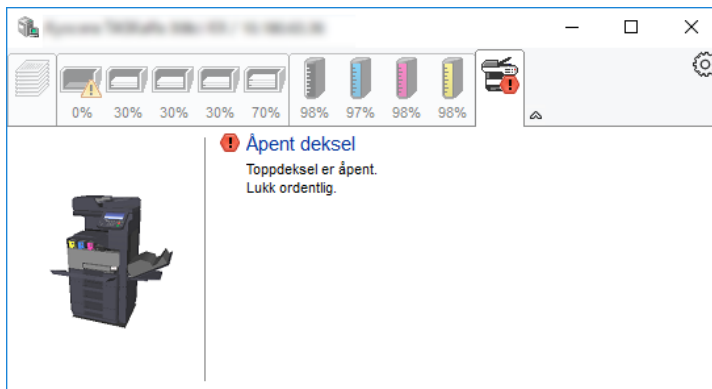 0% 30% 30% 30% 70% 98% 97% 98% 98%
Åpent deksel
Toppdeksel er åpent.
Lukk ordentlig.